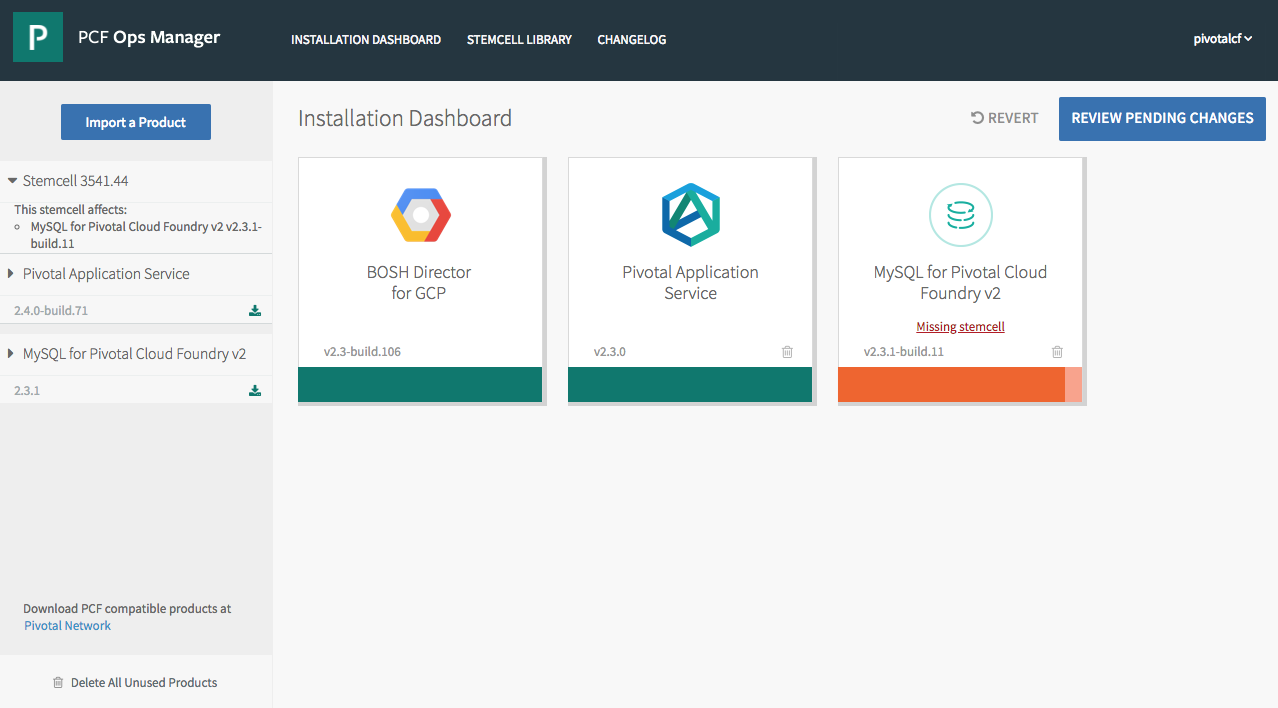 P
PCF Ops Manager
INSTALLATION DASHBOARD
STEMCELL LIBRARY
CHANGELOG
pivotalcf
Import a Product
Stemcell 3541.44
This stemcell affects:
MySQL for Pivotal Cloud Foundry v2 v2.3.1-
build.11
Pivotal Application Service
2.4.0-build.71
MySQL for Pivotal Cloud Foundry v2
2.3.1
Download PCF compatible products at
Pivotal Network
Delete All Unused Products
Installation Dashboard
REVERT
REVIEW PENDING CHANGES
BOSH Director
for GCP
v2.3-build.106
Pivotal Application
Service
v2.3.0
MySQL for Pivotal Cloud
Foundry v2
Missing stemcell
v2.3.1-build.11